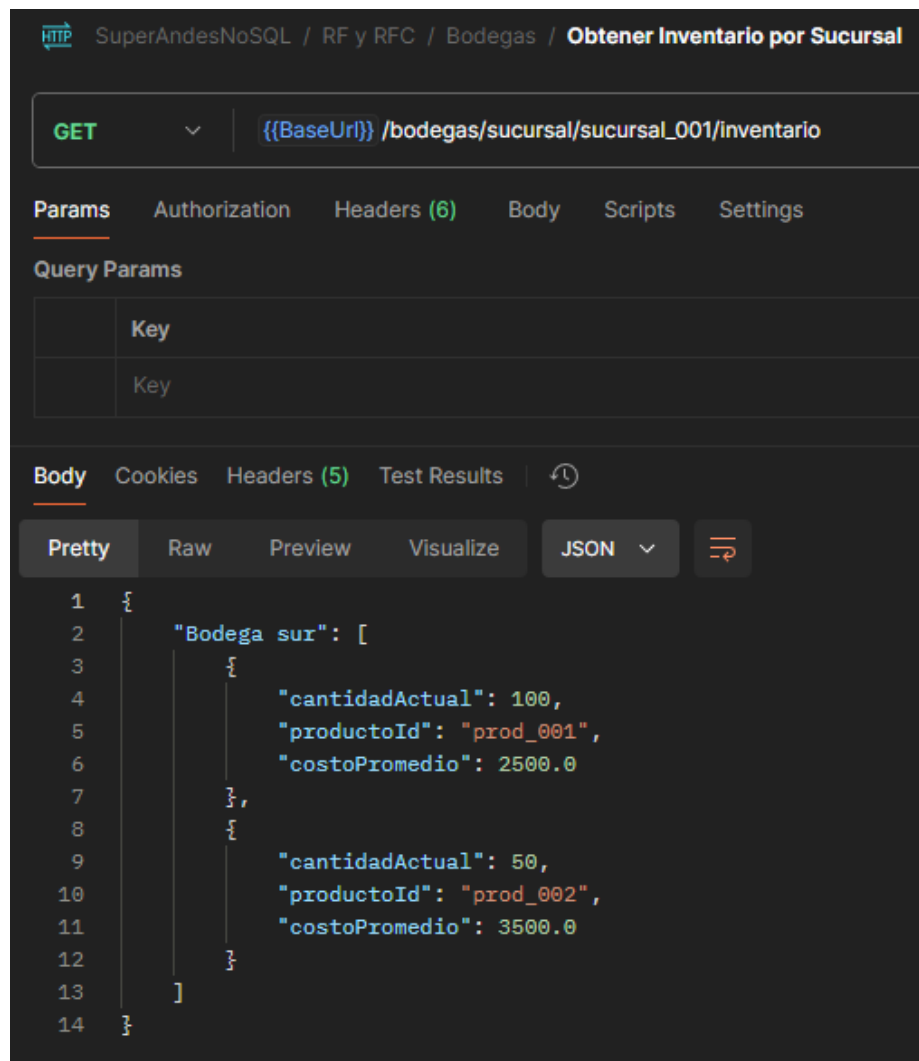 HTTP SuperAndesNoSQL / RF y RFC / Bodegas / Obtener Inventario por Sucursal
GET {{BaseUrl}} /bodegas/sucursal/sucursal_001/inventario
Params Authorization Headers (6) Body Scripts Settings
Query Params
Key
Key
Body Cookies Headers (5) Test Results
Pretty Raw Preview Visualize JSON
1 {
2 "Bodega sur": [
3 {
4 "cantidadActual": 100,
5 "productoId": "prod_001",
6 "costoPromedio": 2500.0
7 },
8 {
9 "cantidadActual": 50,
10 "productoId": "prod_002",
11 "costoPromedio": 3500.0
12 }
13 ]
14 }